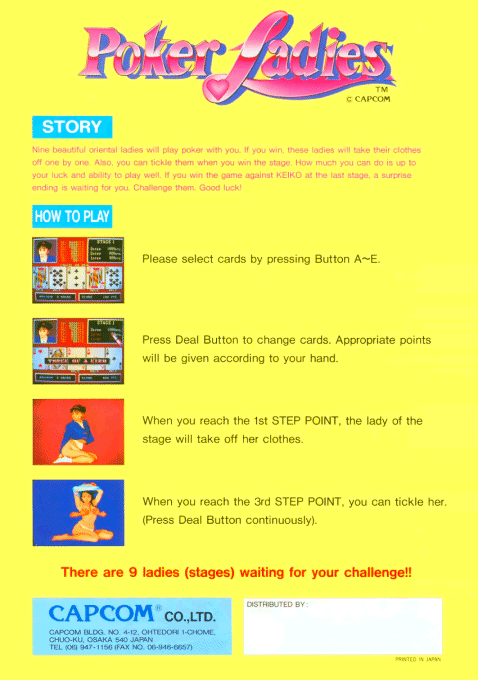 Poker Ladies
TM
© CAPCOM
STORY
Nine beautiful oriental ladies will play poker with you. If you win, these ladies will take their clothes
off one by one. Also, you can tickle them when you win the stage. How much you can do is up to
your luck and ability to play well. If you win the game against KEIKO at the last stage, a surprise
ending is waiting for you. Challenge them. Good luck!
HOW TO PLAY
STAGE 1
Please select cards by pressing Button A~E.
STAGE 1
THREE OF A KIND
Press Deal Button to change cards. Appropriate points
will be given according to your hand.
When you reach the 1st STEP POINT, the lady of the
stage will take off her clothes.
When you reach the 3rd STEP POINT, you can tickle her.
(Press Deal Button continuously).
There are 9 ladies (stages) waiting for your challenge!!
CAPCOM® CO.,LTD.
CAPCOM BLDG. NO. 4-12, OHTEDORI 1-CHOME,
CHUO-KU, OSAKA 540 JAPAN
TEL (06) 947-1156 (FAX NO. 06-946-6657)
DISTRIBUTED BY:
PRINTED IN JAPAN